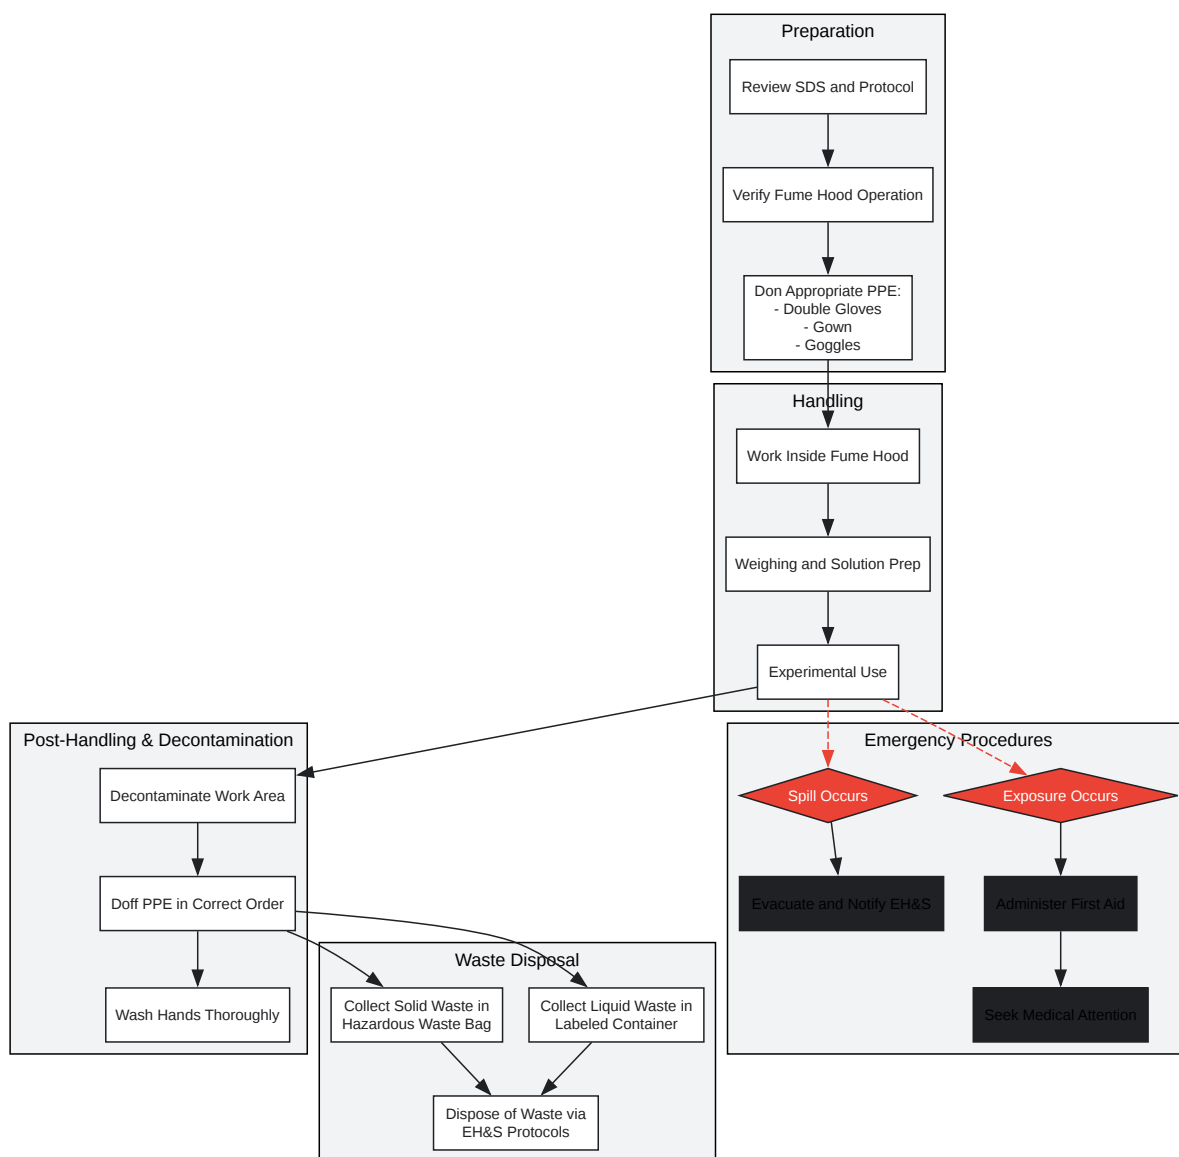 Preparation
Review SDS and Protocol
Verify Fume Hood Operation
Don Appropriate PPE:
- Double Gloves
- Gown
- Goggles
Handling
Work Inside Fume Hood
Weighing and Solution Prep
Experimental Use
Post-Handling & Decontamination
Decontaminate Work Area
Doff PPE in Correct Order
Wash Hands Thoroughly
Waste Disposal
Collect Solid Waste in
Hazardous Waste Bag
Collect Liquid Waste in
Labeled Container
Dispose of Waste via
EH&S Protocols
Emergency Procedures
Spill Occurs
Exposure Occurs
Evacuate and Notify EH&S
Administer First Aid
Seek Medical Attention